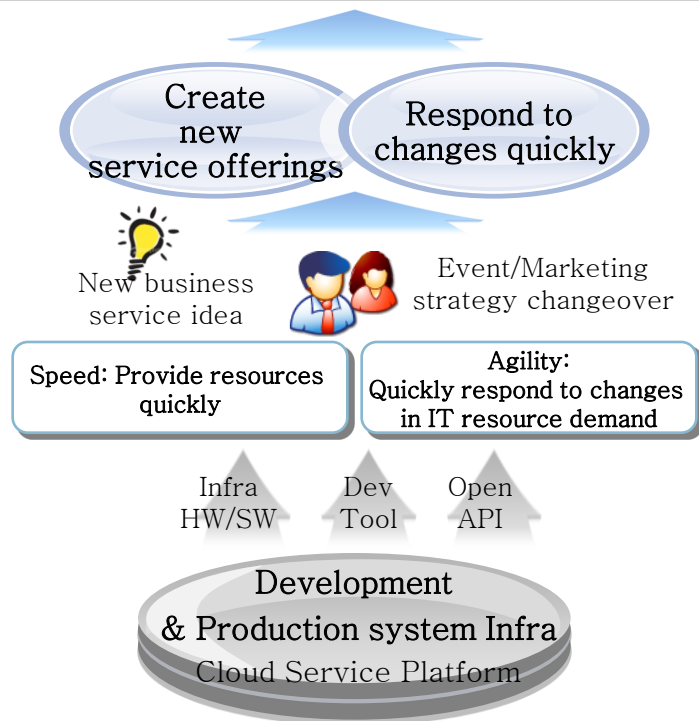 Create
new
service offerings
Respond to
changes quickly
New business
service idea
Event/Marketing
strategy changeover
Speed: Provide resources
quickly
Agility:
Quickly respond to changes
in IT resource demand
Infra
HW/SW
Dev
Tool
Open
API
Development
& Production system Infra
Cloud Service Platform